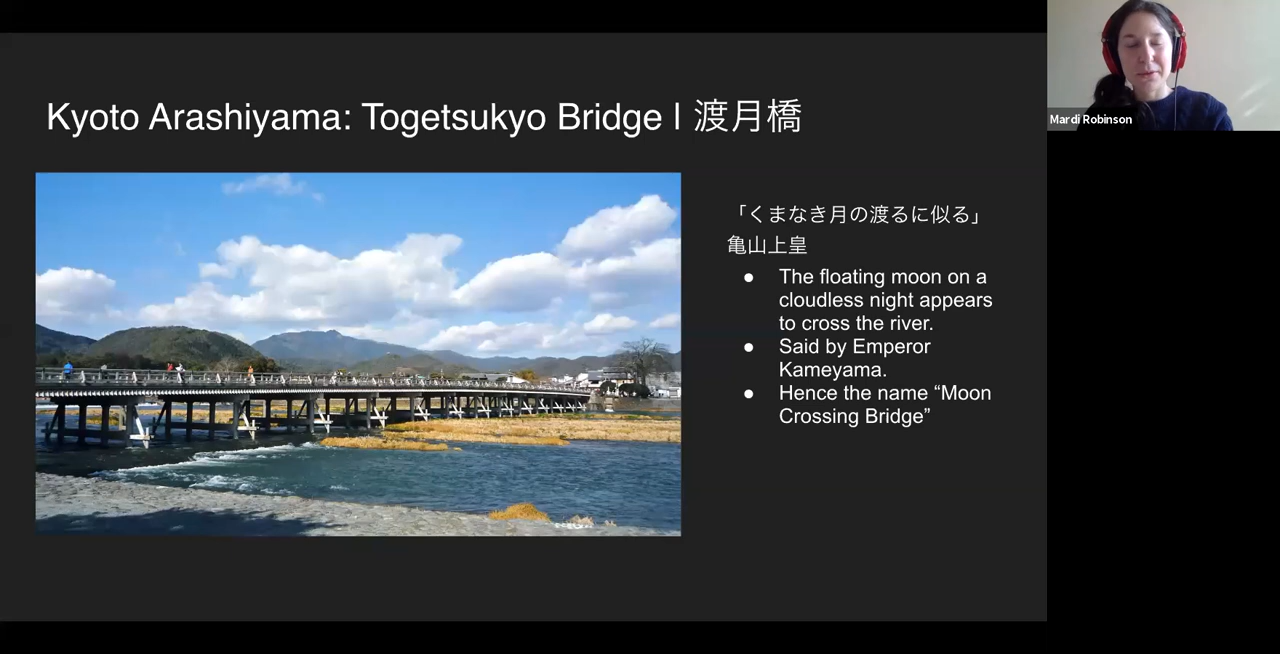 Kyoto Arashiyama: Togetsukyo Bridge | 渡月橋
Mardi Robinson
「くまなき月の渡るに似る」
亀山上皇
● The floating moon on a
cloudless night appears
to cross the river.
● Said by Emperor
Kameyama.
● Hence the name “Moon
Crossing Bridge”